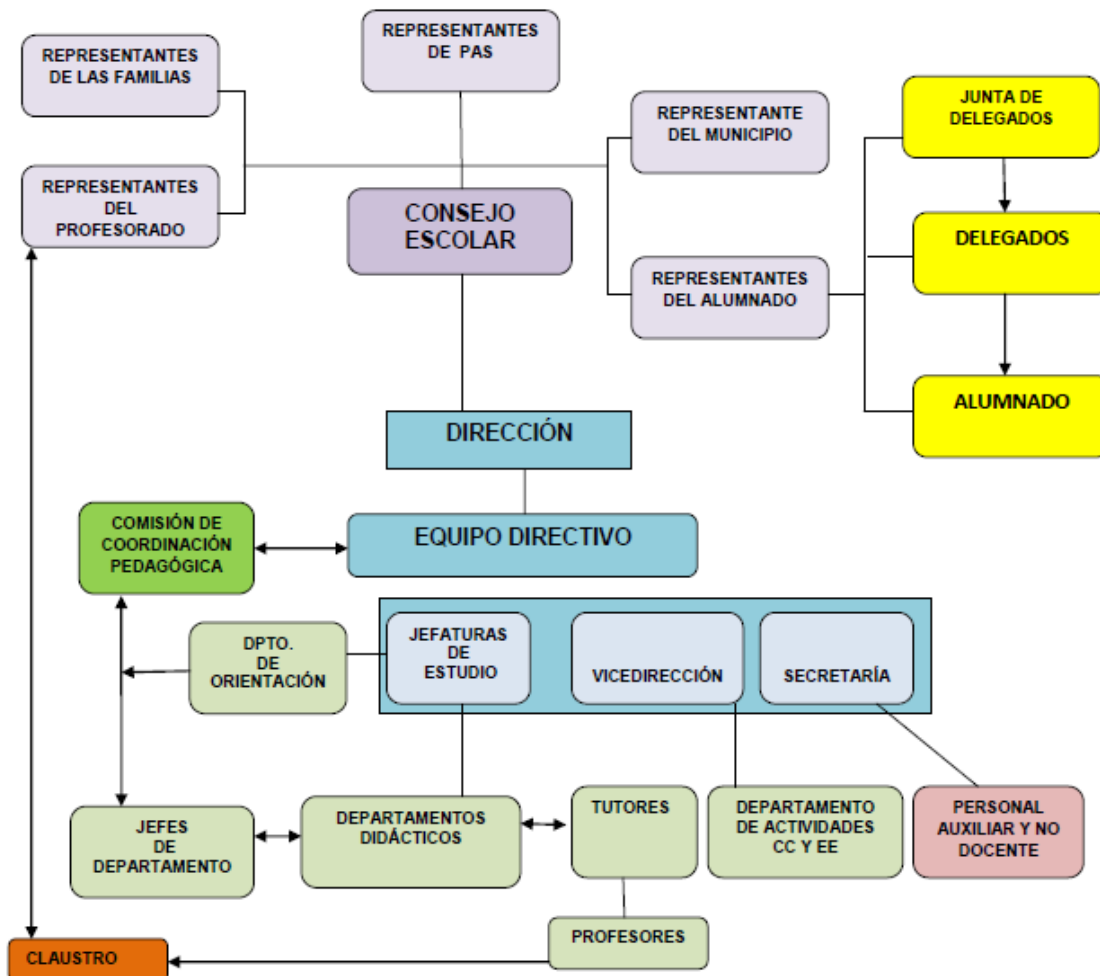 REPRESENTANTES
DE LAS FAMILIAS
REPRESENTANTES
DE PAS
REPRESENTANTE
DEL MUNICIPIO
JUNTA DE
DELEGADOS
REPRESENTANTES
DEL
PROFESORADO
CONSEJO
ESCOLAR
DELEGADOS
REPRESENTANTES
DEL ALUMNADO
ALUMNADO
DIRECCIÓN
COMISIÓN DE
COORDINACIÓN
PEDAGÓGICA
EQUIPO DIRECTIVO
DPTO.
DE
ORIENTACIÓN
JEFATURAS
DE
ESTUDIO
VICEDIRECCIÓN
SECRETARÍA
JEFES
DE
DEPARTAMENTO
DEPARTAMENTOS
DIDÁCTICOS
TUTORES
DEPARTAMENTO
DE ACTIVIDADES
CC Y EE
PERSONAL
AUXILIAR Y NO
DOCENTE
PROFESORES
CLAUSTRO